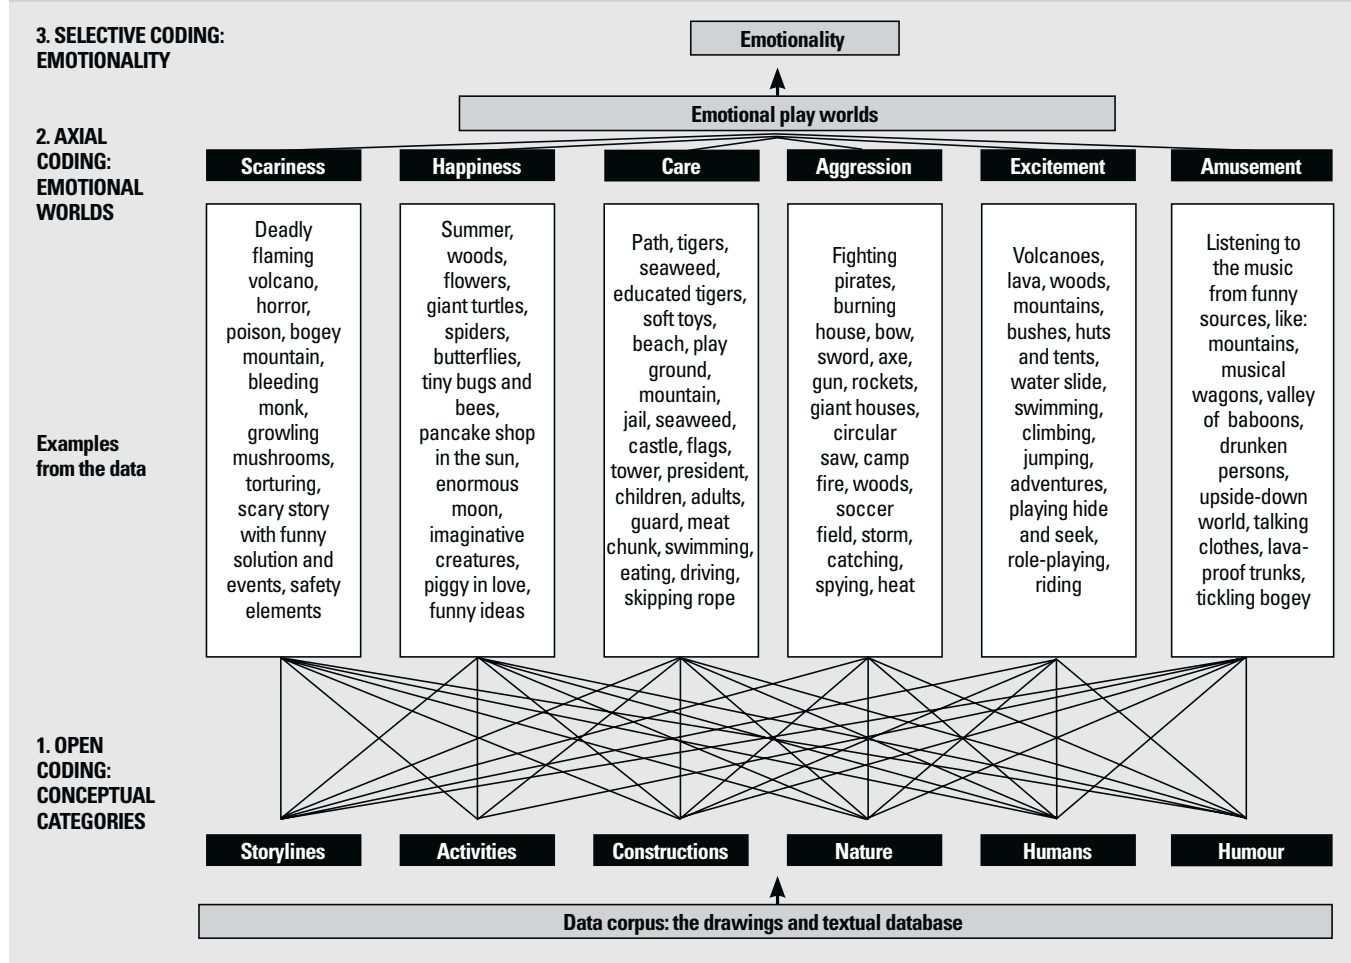 3. SELECTIVE CODING:
EMOTIONALITY
Emotionality
Emotional play worlds
2. AXIAL
CODING:
EMOTIONAL
WORLDS
Scariness
Happiness
Care
Aggression
Excitement
Amusement
Examples
from the data
Deadly
flaming
volcano,
horror,
poison, bogey
mountain,
bleeding
monk,
growling
mushrooms,
torturing,
scary story
with funny
solution and
events, safety
elements
Summer,
woods,
flowers,
giant turtles,
spiders,
butterflies,
tiny bugs and
bees,
pancake shop
in the sun,
enormous
moon,
imaginative
creatures,
piggy in love,
funny ideas
Path, tigers,
seaweed,
educated tigers,
soft toys,
beach, play
ground,
mountain,
jail, seaweed,
castle, flags,
tower, president,
children, adults,
guard, meat
chunk, swimming,
eating, driving,
skipping rope
Fighting
pirates,
burning
house, bow,
sword, axe,
gun, rockets,
giant houses,
circular
saw, camp
fire, woods,
soccer
field, storm,
catching,
spying, heat
Volcanoes,
lava, woods,
mountains,
bushes, huts
and tents,
water slide,
swimming,
climbing,
jumping,
adventures,
playing hide
and seek,
role-playing,
riding
Listening to
the music
from funny
sources, like:
mountains,
musical
wagons, valley
of baboons,
drunken
persons,
upside-down
world, talking
clothes, lava-
proof trunks,
tickling bogey
1. OPEN
CODING:
CONCEPTUAL
CATEGORIES
Storylines
Activities
Constructions
Nature
Humans
Humour
Data corpus: the drawings and textual database